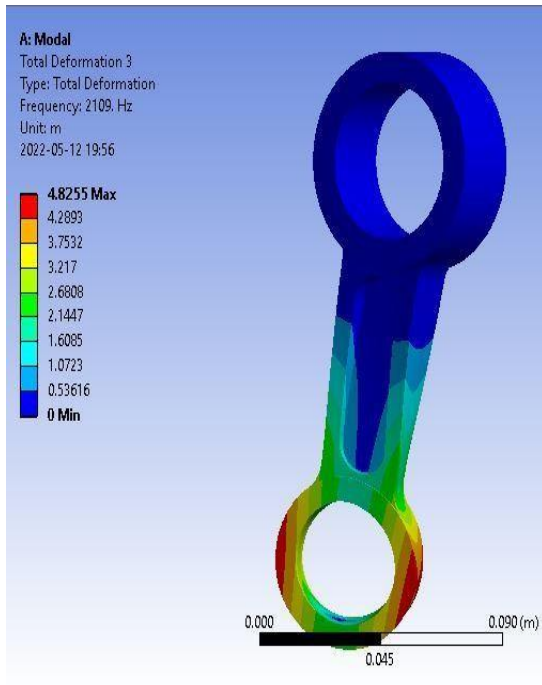 A: Modal
Total Deformation 3
Type: Total Deformation
Frequency: 2109. Hz
Unit: m
2022-05-12 19:56
4.8255 Max
4.2893
3.7532
3.217
2.6808
2.1447
1.6085
1.0723
0.53616
0 Min
0.000
0.090 (m)
0.045